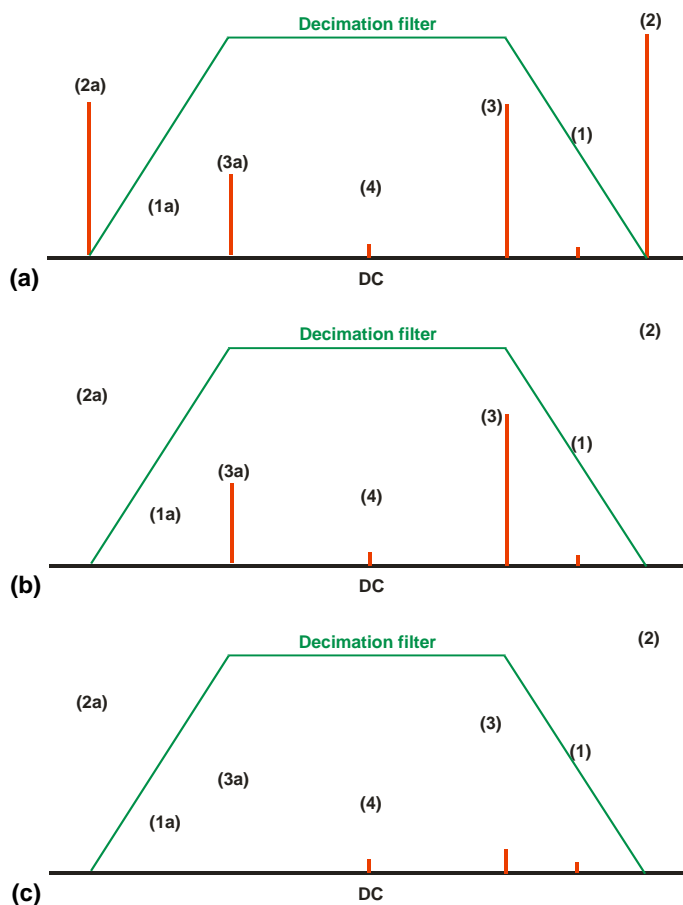 Decimation filter
(2)
(2a)
(3)
(1)
(3a)
(4)
(1a)
(a)
DC
Decimation filter
(2)
(2a)
(3)
(1)
(3a)
(4)
(1a)
(b)
DC
Decimation filter
(2)
(2a)
(3)
(1)
(3a)
(4)
(1a)
(c)
DC